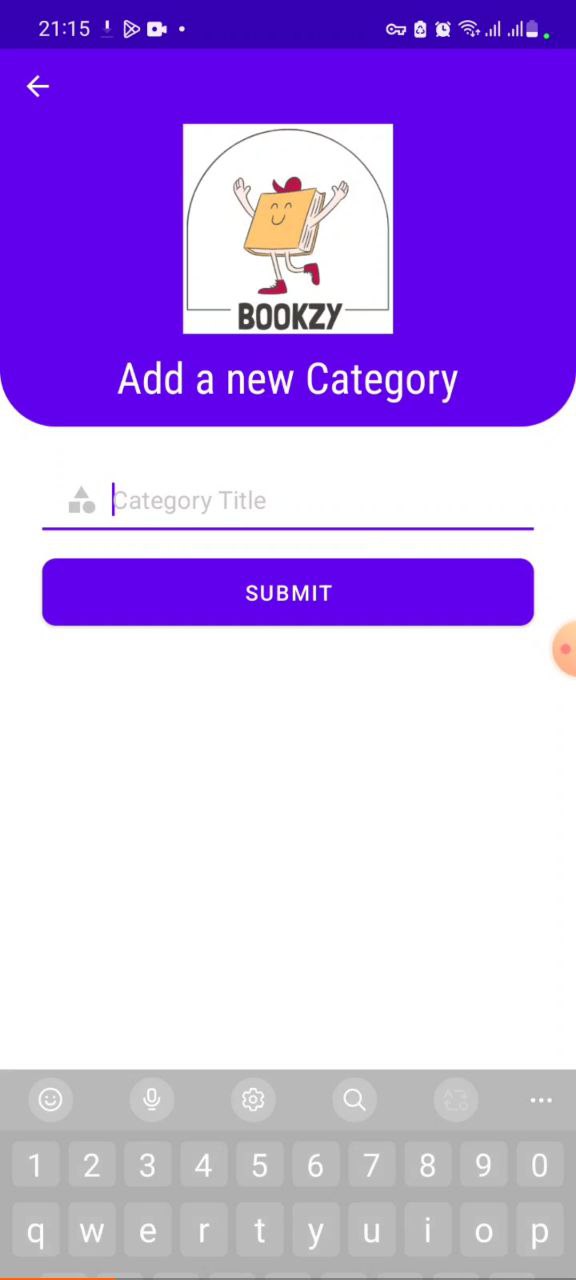 21:15
BOOKZY
Add a new Category
Category Title
SUBMIT
1 2 3 4 5 6 7 8 9 0
q w e r t y u i o p